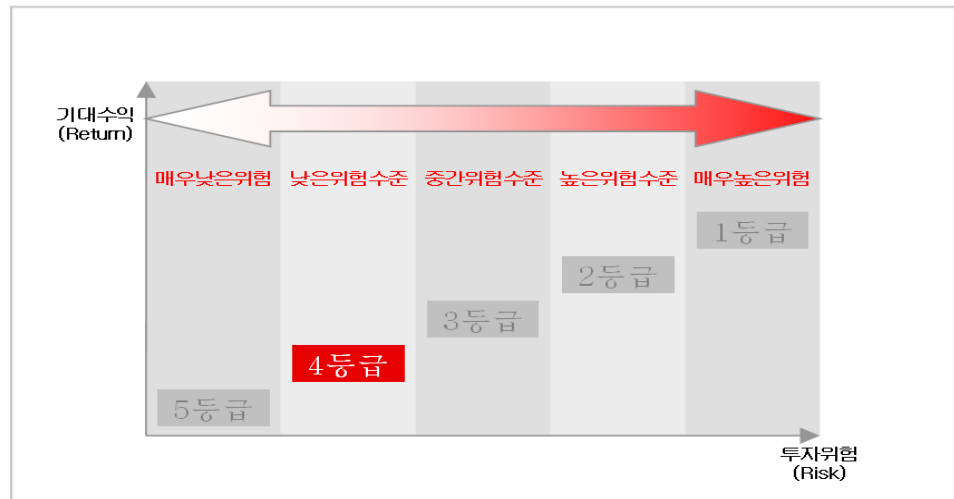 기대수익
(Return)
매우낮은위험 낮은위험수준 중간위험수준 높은위험수준 매우높은위험
1등급
2등급
3등급
4등급
5등급
투자위험
(Risk)